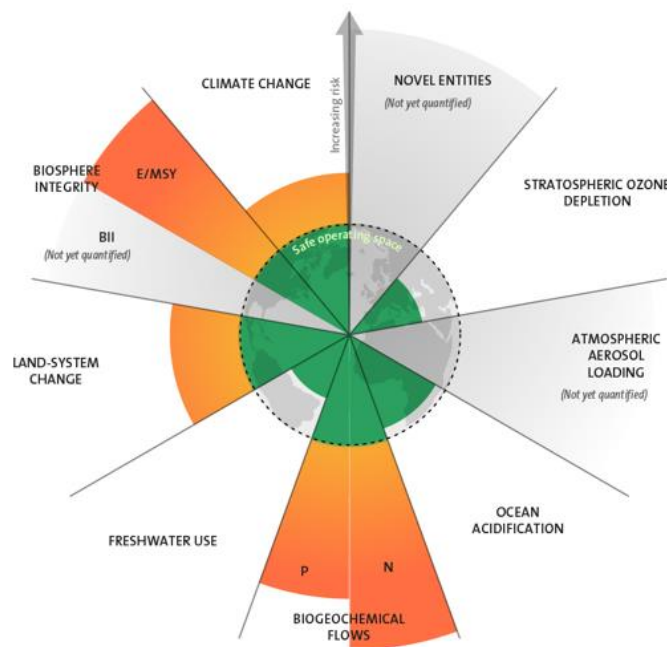 CLIMATE CHANGE
Increasing risk
NOVEL ENTITIES
(Not yet quantified)
BIOSPHERE
INTEGRITY
E/MSY
STRATOSPHERIC OZONE
DEPLETION
BII
(Not yet quantified)
Safe operating space
LAND-SYSTEM
CHANGE
ATMOSPHERIC
AEROSOL
LOADING
(Not yet quantified)
OCEAN
ACIDIFICATION
FRESHWATER USE
P
N
BIOGEOCHEMICAL
FLOWS